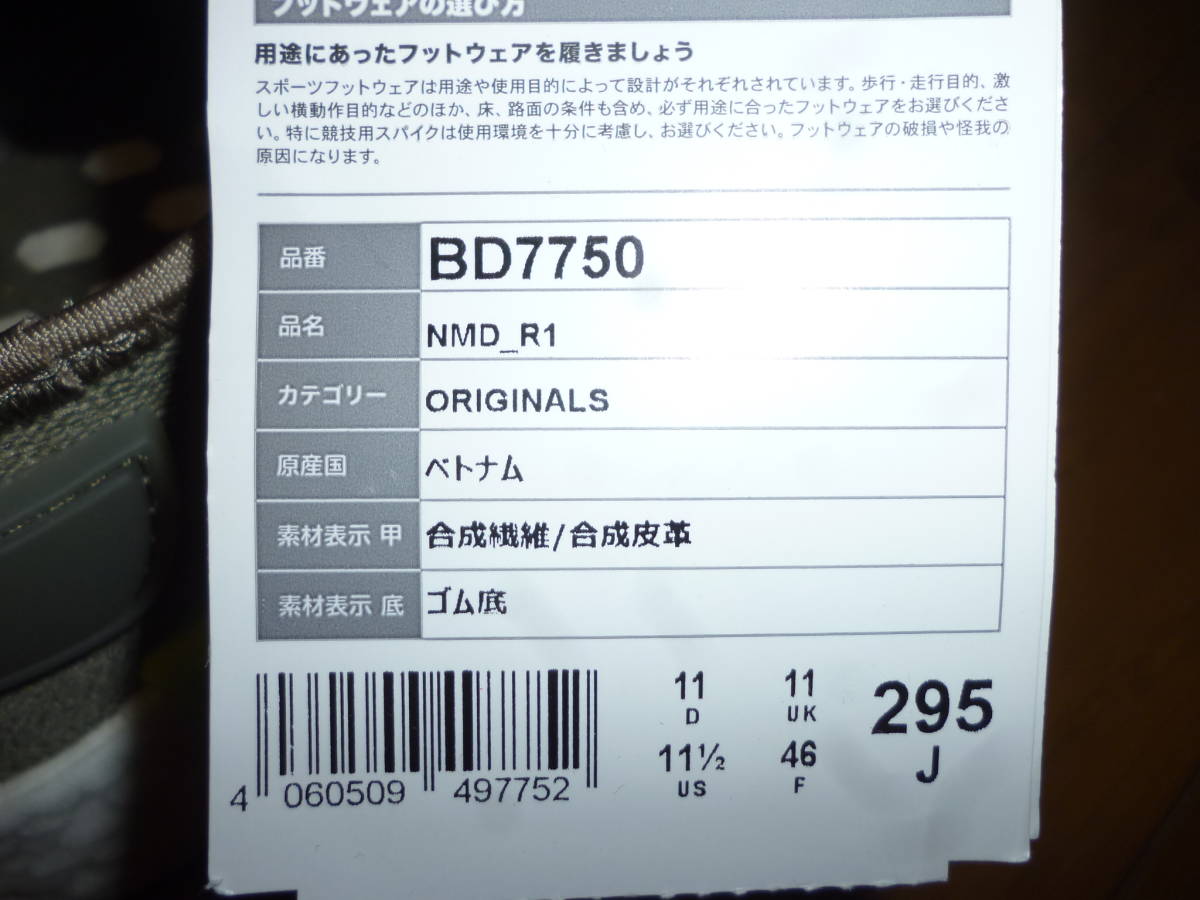 フットウェアの選び方
用途にあったフットウェアを履きましょう
スポーツフットウェアは用途や使用目的によって設計がそれぞれされています。歩行・走行目的、激
しい横動作目的などのほか、床、路面の条件も含め、必ず用途に合ったフットウェアをお選びくださ
い。特に競技用スパイクは使用環境を十分に考慮し、お選びください。フットウェアの破損や怪我の
原因になります。
品番 BD7750
品名 NMD_R1
カテゴリー ORIGINALS
原産国 ベトナム
素材表示 甲 合成繊維/合成皮革
素材表示 底 ゴム底
11 11 295
D UK J
11½ 46
US F
4 060509 497752